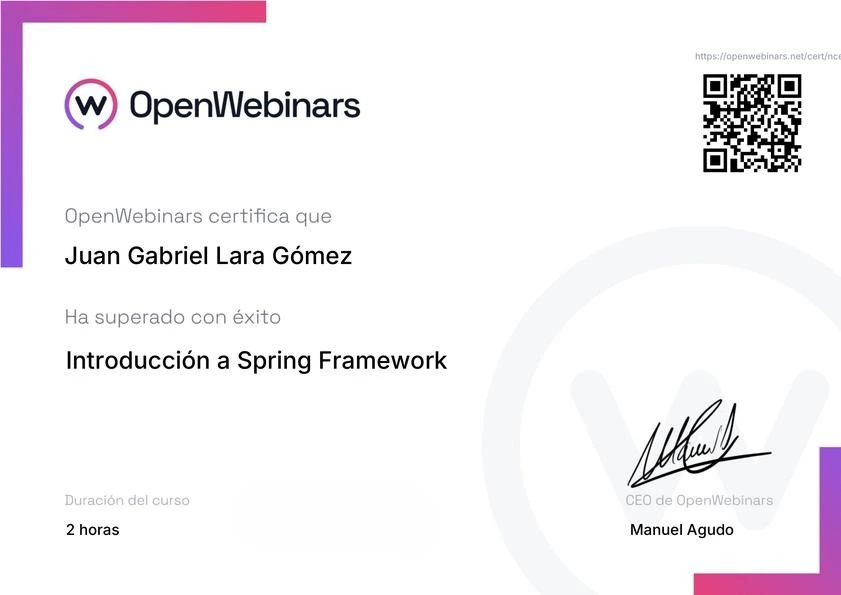 https://openwebinars.net/cert/nce
OpenWebinars
OpenWebinars certifica que
Juan Gabriel Lara Gómez
Ha superado con éxito
Introducción a Spring Framework
Duración del curso
2 horas
CEO de OpenWebinars
Manuel Agudo